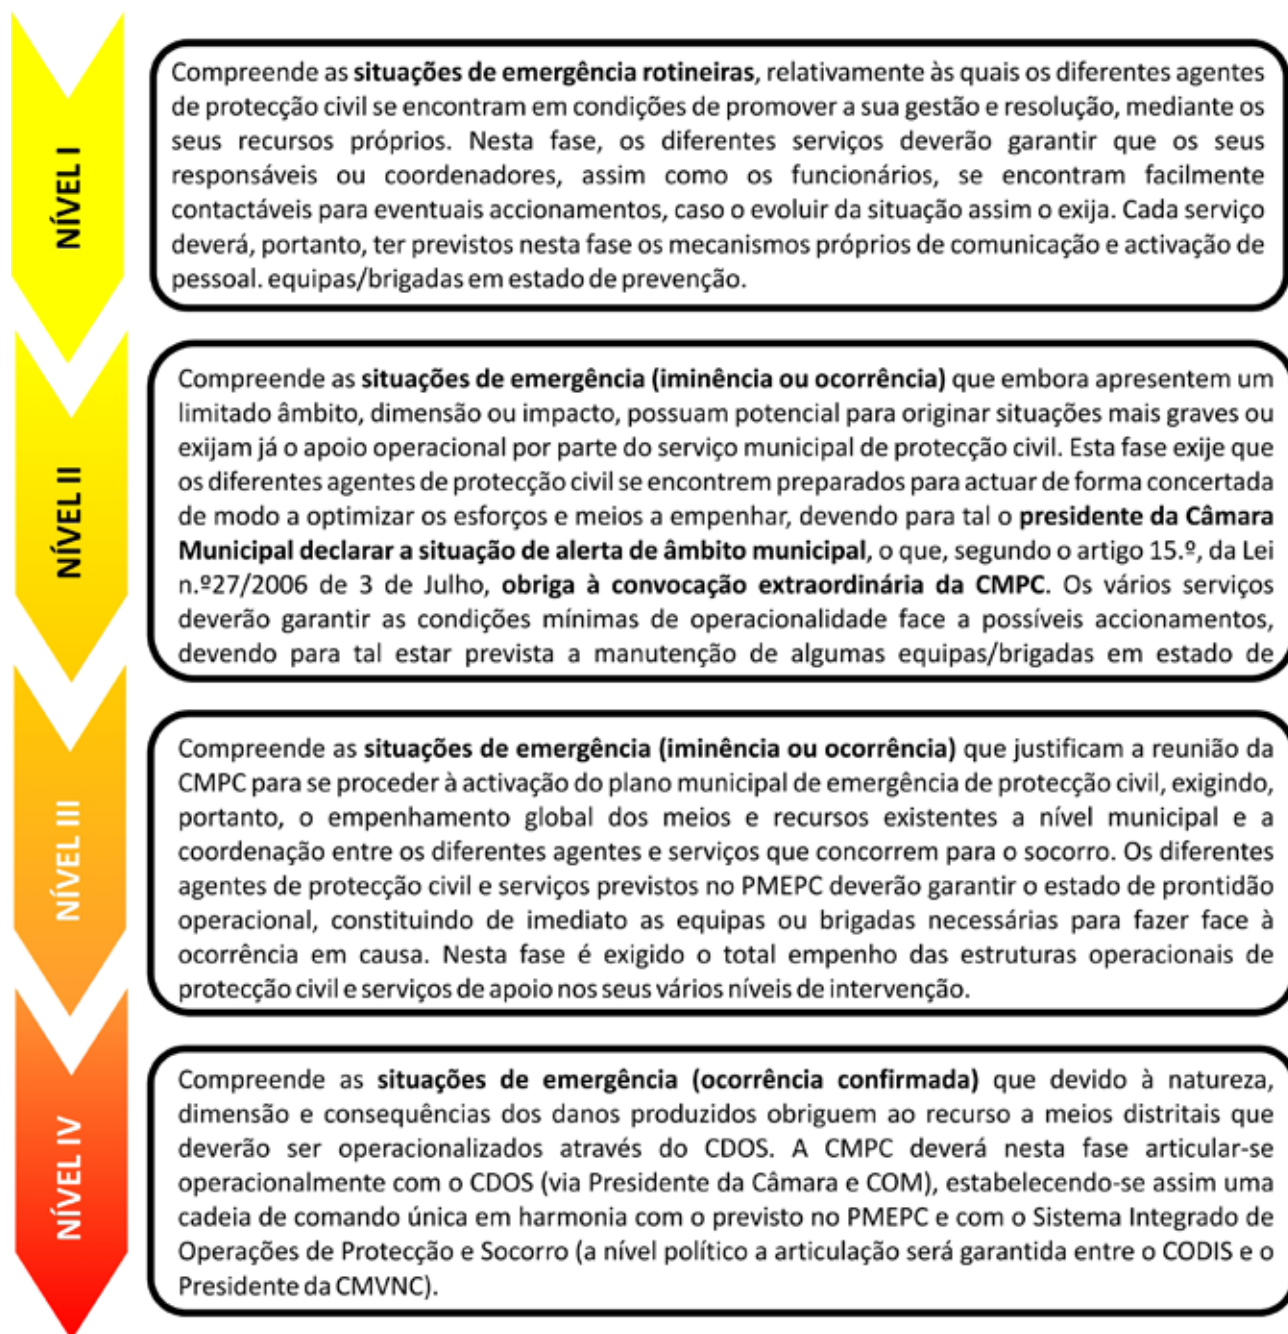 NÍVEL I
Compreende as situações de emergência rotineiras, relativamente às quais os diferentes agentes
de protecção civil se encontram em condições de promover a sua gestão e resolução, mediante os
seus recursos próprios. Nesta fase, os diferentes serviços deverão garantir que os seus
responsáveis ou coordenadores, assim como os funcionários, se encontram facilmente
contactáveis para eventuais accionamentos, caso o evoluir da situação assim o exija. Cada serviço
deverá, portanto, ter previstos nesta fase os mecanismos próprios de comunicação e activação de
pessoal. equipas/brigadas em estado de prevenção.
NÍVEL II
Compreende as situações de emergência (iminência ou ocorrência) que embora apresentem um
limitado âmbito, dimensão ou impacto, possuam potencial para originar situações mais graves ou
exijam já o apoio operacional por parte do serviço municipal de protecção civil. Esta fase exije que
os diferentes agentes de protecção civil se encontrem preparados para actuar de forma concertada
de modo a optimizar os esforços e meios a empenhar, devendo para tal o presidente da Câmara
Municipal declarar a situação de alerta de âmbito municipal, o que, segundo o artigo 15.º, da Lei
n.º27/2006 de 3 de Julho, obriga à convocação extraordinária da CMPC. Os vários serviços
deverão garantir as condições mínimas de operacionalidade face a possíveis accionamentos,
devendo para tal estar prevista a manutenção de algumas equipas/brigadas em estado de
NÍVEL III
Compreende as situações de emergência (iminência ou ocorrência) que justificam a reunião da
CMPC para se proceder à activação do plano municipal de emergência de protecção civil, exigindo,
portanto, o empenhamento global dos meios e recursos existentes a nível municipal e a
coordenação entre os diferentes agentes e serviços que concorrem para o socorro. Os diferentes
agentes de protecção civil e serviços previstos no PMEPC deverão garantir o estado de prontidão
operacional, constituindo de imediato as equipas ou brigadas necessárias para fazer face à
ocorrência em causa. Nesta fase é exigido o total empenho das estruturas operacionais de
protecção civil e serviços de apoio nos seus vários níveis de intervenção.
NÍVEL IV
Compreende as situações de emergência (ocorrência confirmada) que devido à natureza,
dimensão e consequências dos danos produzidos obriguem ao recurso a meios distritais que
deverão ser operacionalizados através do CDOS. A CMPC deverá nesta fase articular-se
operacionalmente com o CDOS (via Presidente da Câmara e COM), estabelecendo-se assim uma
cadeia de comando única em harmonia com o previsto no PMEPC e com o Sistema Integrado de
Operações de Protecção e Socorro (a nível político a articulação será garantida entre o CODIS e o
Presidente da CMVNC).